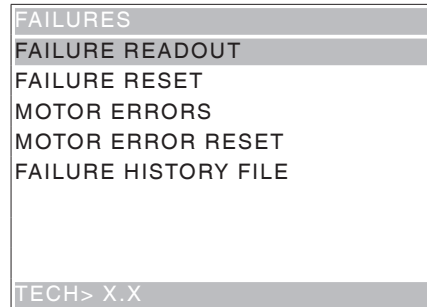 FAILURES
FAILURE READOUT
FAILURE RESET
MOTOR ERRORS
MOTOR ERROR RESET
FAILURE HISTORY FILE
TECH> X.X